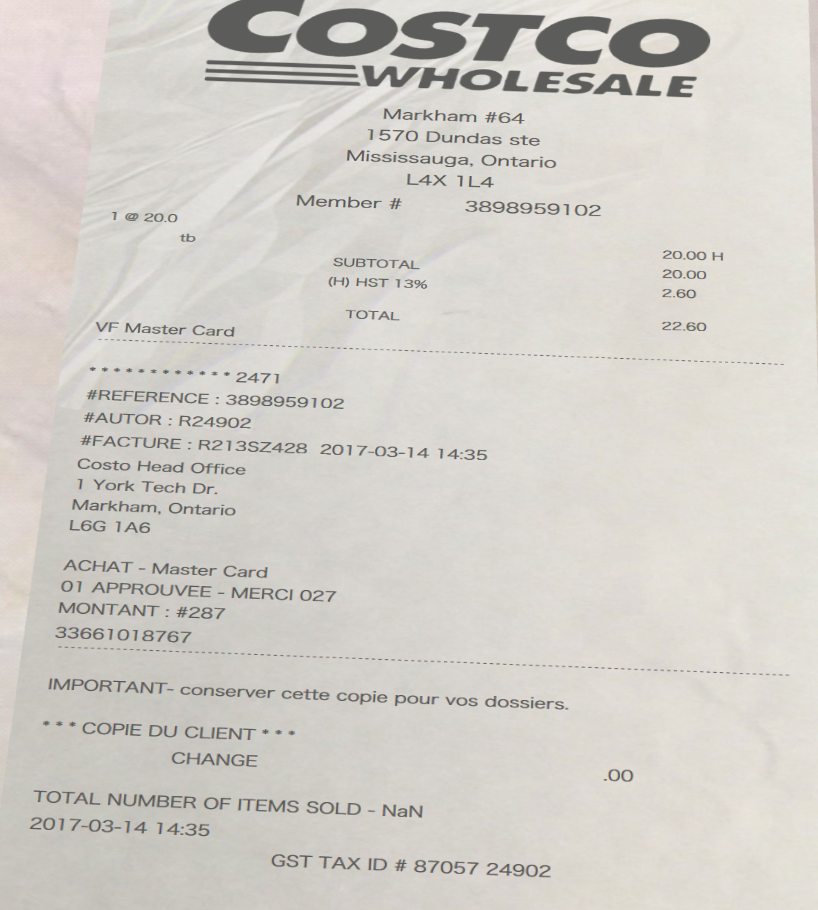 COSTCO
WHOLESALE
Markham #64
1570 Dundas ste
Mississauga, Ontario
L4X 1L4
Member # 3898959102
1 @ 20.0
tb
20.00 H
SUBTOTAL 20.00
(H) HST 13% 2.60
TOTAL 22.60
VF Master Card
* * * * * * * * * * * * 2471
#REFERENCE : 3898959102
#AUTOR : R24902
#FACTURE : R213SZ428 2017-03-14 14:35
Costo Head Office
1 York Tech Dr.
Markham, Ontario
L6G 1A6
ACHAT - Master Card
01 APPROUVEE - MERCI 027
MONTANT : #287
33661018767
IMPORTANT- conserver cette copie pour vos dossiers.
* * * COPIE DU CLIENT * * *
CHANGE .00
TOTAL NUMBER OF ITEMS SOLD - NaN
2017-03-14 14:35
GST TAX ID # 87057 24902